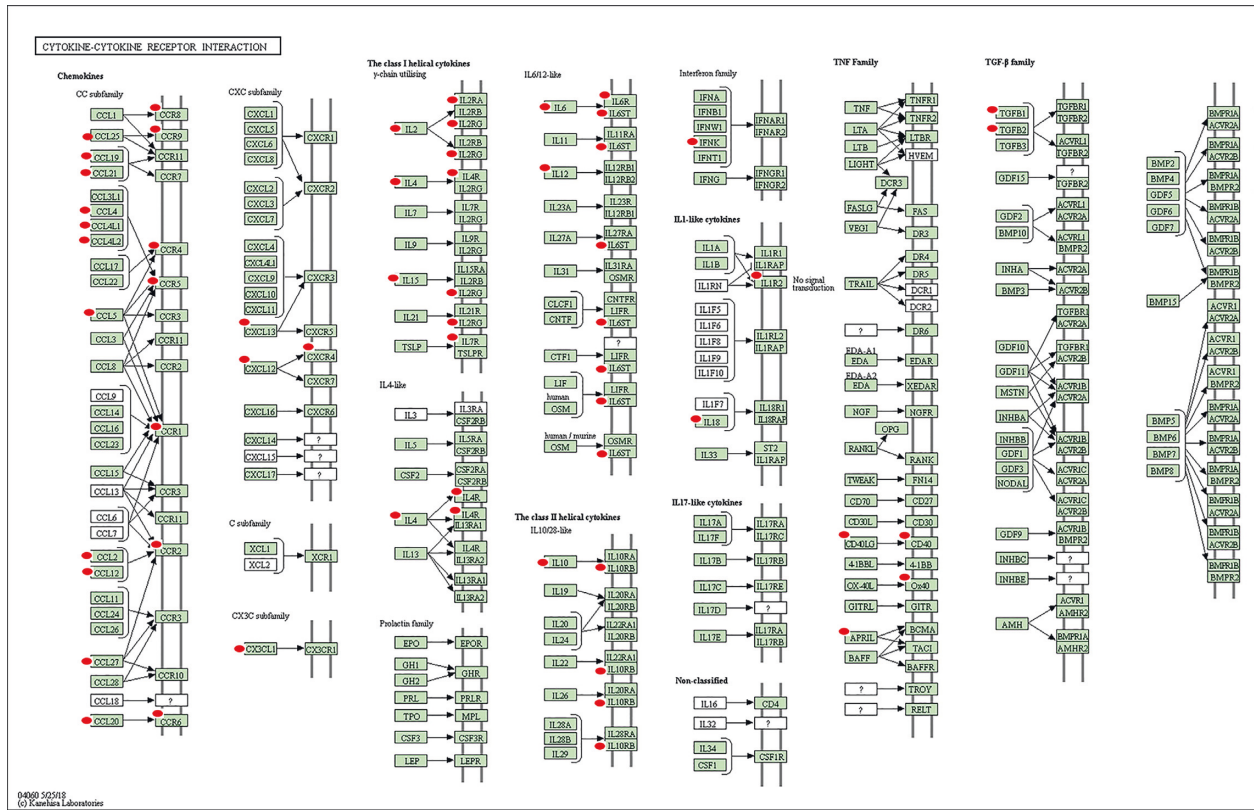 CYTOKINE-CYTOKINE RECEPTOR INTERACTION
Chemokines
CC subfamily
CCL1
CCR8
CCL25
CCR9
CCL19
CCR11
CCL21
CCR7
CCL3L1
CCL4
CCL4L1
CCL4L2
CCR4
CCL17
CCL22
CCR5
CCL5
CCR3
CCL3
CCR11
CCL8
CCR2
CCL9
CCL14
CCL16
CCR1
CCL23
CCL15
CCL13
CCR3
CCL6
CCR11
CCL7
CCL2
CCR2
CCL12
CCL11
CCL24
CCR3
CCL26
CCL27
CCR10
CCL28
CCL18
?
CCL20
CCR6
CXC subfamily
CXCL1
CXCL5
CXCR1
CXCL6
CXCL8
CXCL2
CXCR2
CXCL3
CXCL7
CXCL4
CXCL4L1
CXCR3
CXCL9
CXCL10
CXCL11
CXCL13
CXCR5
CXCL12
CXCR4
CXCR7
CXCL16
CXCR6
CXCL14
?
CXCL15
?
CXCL17
?
C subfamily
XCL1
XCR1
XCL2
CX3C subfamily
CX3CL1
CX3CR1
The class I helical cytokines
γ-chain utilising
IL2RA
IL2RB
IL2
IL2RG
IL2RB
IL2RG
IL4
IL4R
IL2RG
IL7
IL7R
IL2RG
IL9
IL9R
IL2RG
IL15RA
IL15
IL2RB
IL2RG
IL21
IL21R
IL2RG
TSLP
IL7R
TSLPR
IL4-like
IL3
IL3RA
CSF2RB
IL5
IL5RA
CSF2RB
CSF2
CSF2RA
CSF2RB
IL4R
IL4
IL4R
IL13RA1
IL13
IL4R
IL13RA2
IL13RA1
IL13RA2
Prolactin family
EPO
EPOR
GH1
GHR
GH2
PRL
PRLR
TPO
MPL
CSF3
CSF3R
LEP
LEPR
IL6/12-like
IL6
IL6R
IL6ST
IL11
IL11RA
IL6ST
IL12
IL12RB1
IL12RB2
IL23A
IL23R
IL12RB1
IL27A
IL27RA
IL6ST
IL31
IL31RA
OSMR
CLCF1
CNTFR
LIFR
CNTF
IL6ST
?
CTF1
LIFR
IL6ST
LIF
LIFR
human
OSM
IL6ST
human / murine
OSM
OSMR
IL6ST
The class II helical cytokines
IL10/28-like
IL10
IL10RA
IL10RB
IL19
IL20RA
IL20RB
IL20
IL22RA1
IL24
IL20RB
IL22
IL22RA1
IL10RB
IL26
IL20RA
IL10RB
IL28A
IL28B
IL28RA
IL29
IL10RB
Interferon family
IFNA
IFNB1
IFNW1
IFNAR1
IFNK
IFNAR2
IFNT1
IFNG
IFNGR1
IFNGR2
IL1-like cytokines
IL1A
IL1R1
IL1B
IL1RAP
IL1RN
IL1R2
No signal
transduction
IL1F5
IL1F6
IL1F8
IL1RL2
IL1F9
IL1RAP
IL1F10
IL1F7
IL18R1
IL18
IL18RAP
IL33
ST2
IL1RAP
IL17-like cytokines
IL17A
IL17RA
IL17F
IL17RC
IL17B
IL17RB
IL17C
IL17RE
IL17D
?
IL17E
IL17RA
IL17RB
Non-classified
IL16
CD4
IL32
?
IL34
CSF1R
CSF1
TNF Family
TNF
TNFR1
TNFR2
LTA
LTB
LTBR
LIGHT
HVEM
DCR3
FASLG
FAS
VEGI
DR3
DR4
TRAIL
DR5
DCR1
DCR2
?
DR6
EDA-A1
EDA
EDAR
EDA-A2
EDA
XEDAR
NGF
NGFR
OPG
RANKL
RANK
TWEAK
FN14
CD70
CD27
CD30L
CD30
CD40LG
CD40
4-1BBL
4-1BB
OX-40L
Ox40
GITRL
GITR
APRIL
BCMA
TACI
BAFF
BAFFR
?
TROY
?
RELT
TGF-β family
TGFB1
TGFBR1
TGFBR2
TGFB2
ACVRL1
TGFB3
TGFBR2
GDF15
?
TGFBR2
GDF2
ACVRL1
ACVR2A
BMP10
ACVRL1
BMPR2
INHA
ACVR2A
BMP3
ACVR2B
TGFBR1
ACVR2A
GDF10
TGFBR1
ACVR2B
GDF11
MSTN
ACVR1B
ACVR2A
INHBA
INHBB
ACVR1B
GDF1
ACVR2B
GDF3
ACVR1C
ACVR2A
NODAL
ACVR1C
ACVR2B
GDF9
ACVR1B
ACVR2A
INHBC
?
INHBE
?
ACVR1
AMHR2
AMH
BMPR1A
AMHR2
BMPR1A
ACVR2A
BMP2
BMPR1A
ACVR2B
BMP4
BMPR1A
GDF5
BMPR2
GDF6
BMPR1B
ACVR2A
GDF7
BMPR1B
ACVR2B
BMPR1B
BMPR2
BMP15
ACVR1
ACVR2A
ACVR1
ACVR2B
ACVR1
BMPR2
BMP5
BMPR1A
ACVR2A
BMP6
BMPR1A
ACVR2B
BMP7
BMPR1A
BMP8
BMPR2
BMPR1B
ACVR2A
BMPR1B
ACVR2B
BMPR1B
BMPR2
04060 5/25/18
(c) Kanehisa Laboratories